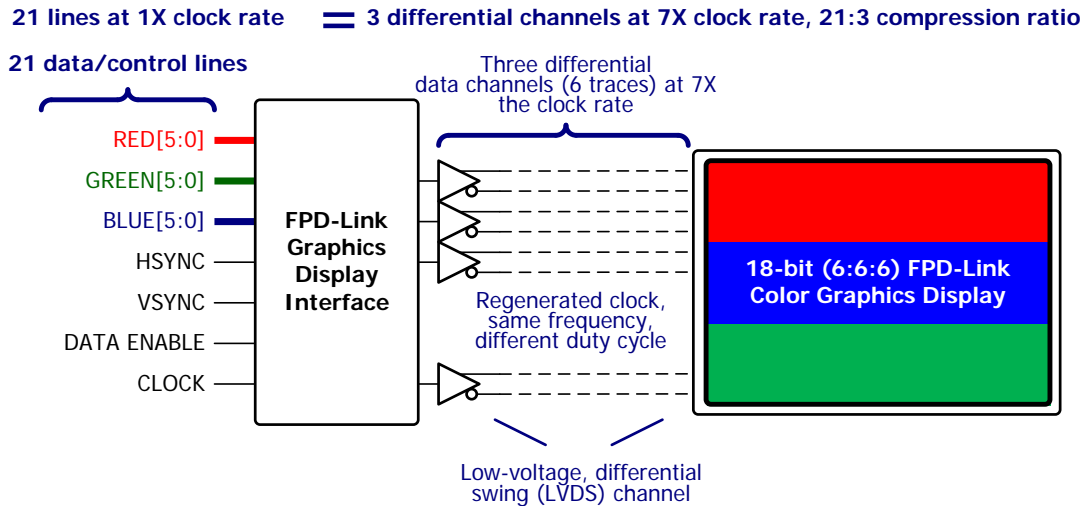 21 lines at 1X clock rate = 3 differential channels at 7X clock rate, 21:3 compression ratio
21 data/control lines
Three differential
data channels (6 traces) at 7X
the clock rate
RED[5:0]
GREEN[5:0]
BLUE[5:0]
HSYNC
VSYNC
DATA ENABLE
CLOCK
FPD-Link
Graphics
Display
Interface
Regenerated clock,
same frequency,
different duty cycle
18-bit (6:6:6) FPD-Link
Color Graphics Display
Low-voltage, differential
swing (LVDS) channel